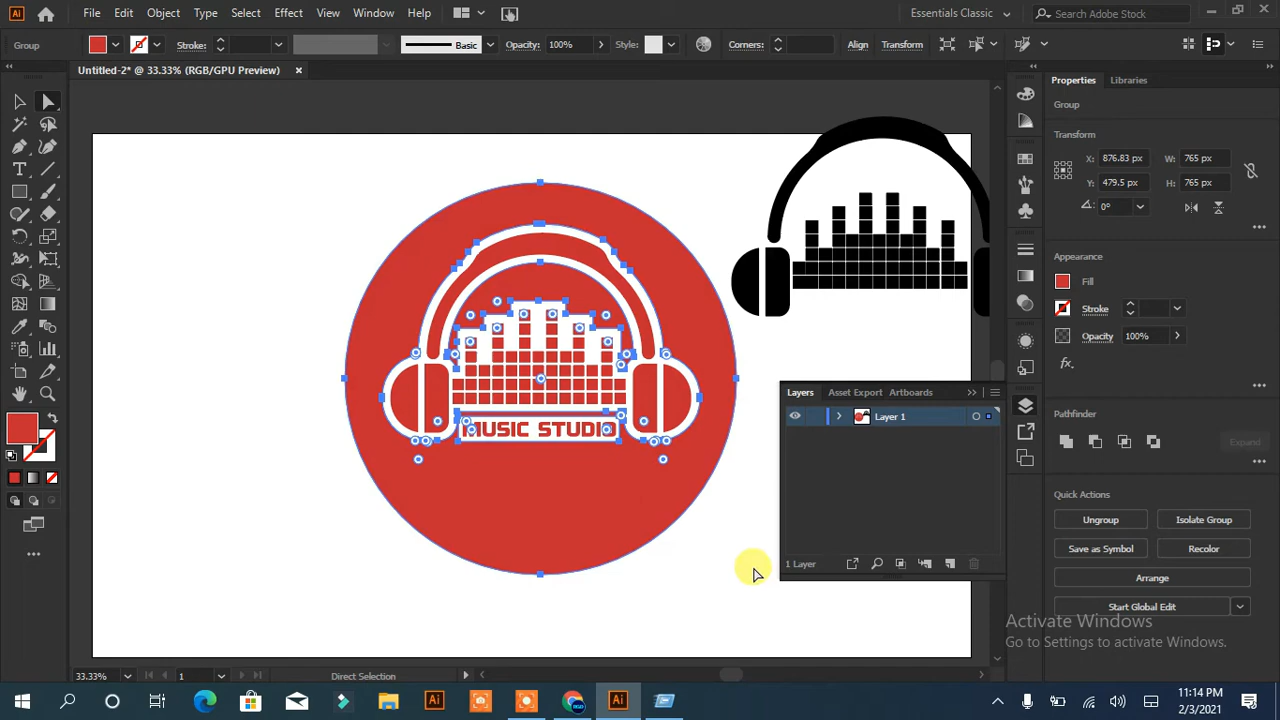 Ai File Edit Object Type Select Effect View Window Help Essentials Classic Search Adobe Stock
Group Stroke: Basic Opacity: 100% Style: Corners: Align Transform
Untitled-2* @ 33.33% (RGB/GPU Preview)
Properties Libraries
Group
Transform
X: 876.83 px W: 765 px
Y: 479.5 px H: 765 px
0°
Appearance
Fill
Stroke
Opacity 100%
fx.
MUSIC STUDIO
Layers Asset Export Artboards
Layer 1
1 Layer
Pathfinder
Expand
Quick Actions
Ungroup Isolate Group
Save as Symbol Recolor
Arrange
Start Global Edit
Activate Windows
Go to Settings to activate Windows.
33.33% 1 Direct Selection
Ai Ai
11:14 PM
2/3/2021